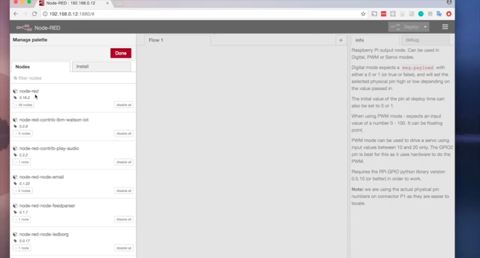 Node-RED : 192.168.0.12
192.168.0.12:1880/#
Node-RED
Deploy
Manage palette
Done
Nodes
Install
filter nodes
node-red
0.16.2
disable all
node-red-contrib-ibm-watson-iot
0.2.8
node-red-contrib-play-audio
2.2.2
1 node
disable all
node-red-node-email
0.1.20
disable all
node-red-node-feedparser
0.1.7
1 node
disable all
node-red-node-ledborg
0.0.17
1 node
disable all
Flow 1
+
info
debug
Raspberry Pi output node. Can be used in
Digital, PWM or Servo modes.
Digital mode expects a msg.payload with
either a 0 or 1 (or true or false), and will set the
selected physical pin high or low depending on
the value passed in.
The initial value of the pin at deploy time can
also be set to 0 or 1.
When using PWM mode - expects an input
value of a number 0 - 100. It can be floating
point.
PWM mode can be used to drive a servo using
input values between 10 and 20 only. The GPIO2
pin is best for this as it uses hardware to do the
PWM.
Requires the RPi.GPIO python library version
0.5.10 (or better) in order to work.
Note: we are using the actual physical pin
numbers on connector P1 as they are easier to
locate.